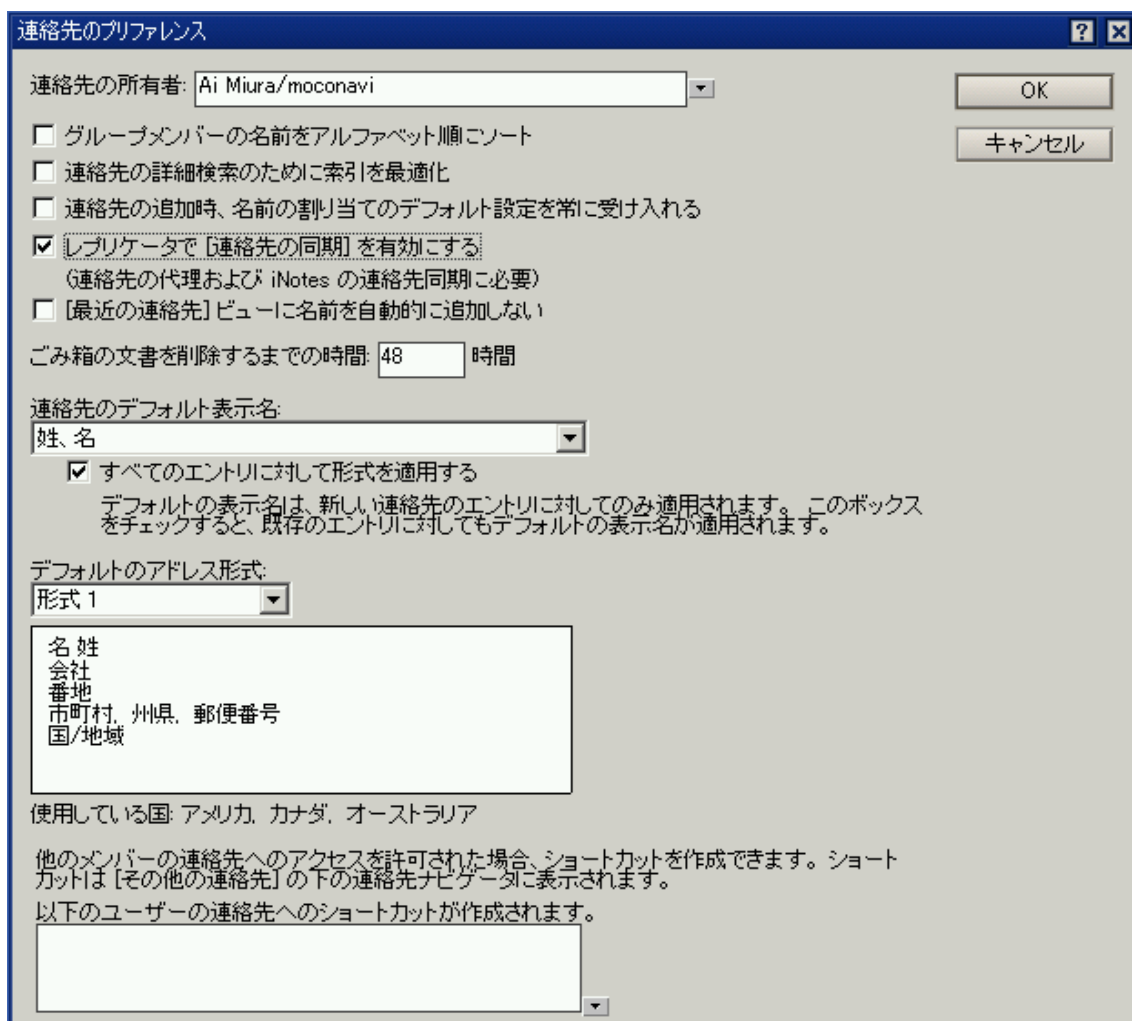 連絡先のプリファレンス
連絡先の所有者: Ai Miura/moconavi
OK
グループメンバーの名前をアルファベット順にソート
キャンセル
連絡先の詳細検索のために索引を最適化
連絡先の追加時、名前の割り当てのデフォルト設定を常に受け入れる
レプリケータで [連絡先の同期] を有効にする
(連絡先の代理および iNotes の連絡先同期に必要)
[最近の連絡先] ビューに名前を自動的に追加しない
ごみ箱の文書を削除するまでの時間: 48 時間
連絡先のデフォルト表示名:
姓、名
すべてのエントリに対して形式を適用する
デフォルトの表示名は、新しい連絡先のエントリに対してのみ適用されます。 このボックス
をチェックすると、既存のエントリに対してもデフォルトの表示名が適用されます。
デフォルトのアドレス形式:
形式 1
名 姓
会社
番地
市町村, 州県, 郵便番号
国/地域
使用している国: アメリカ, カナダ, オーストラリア
他のメンバーの連絡先へのアクセスを許可された場合、ショートカットを作成できます。ショート
カットは [その他の連絡先] の下の連絡先ナビゲータに表示されます。
以下のユーザーの連絡先へのショートカットが作成されます。